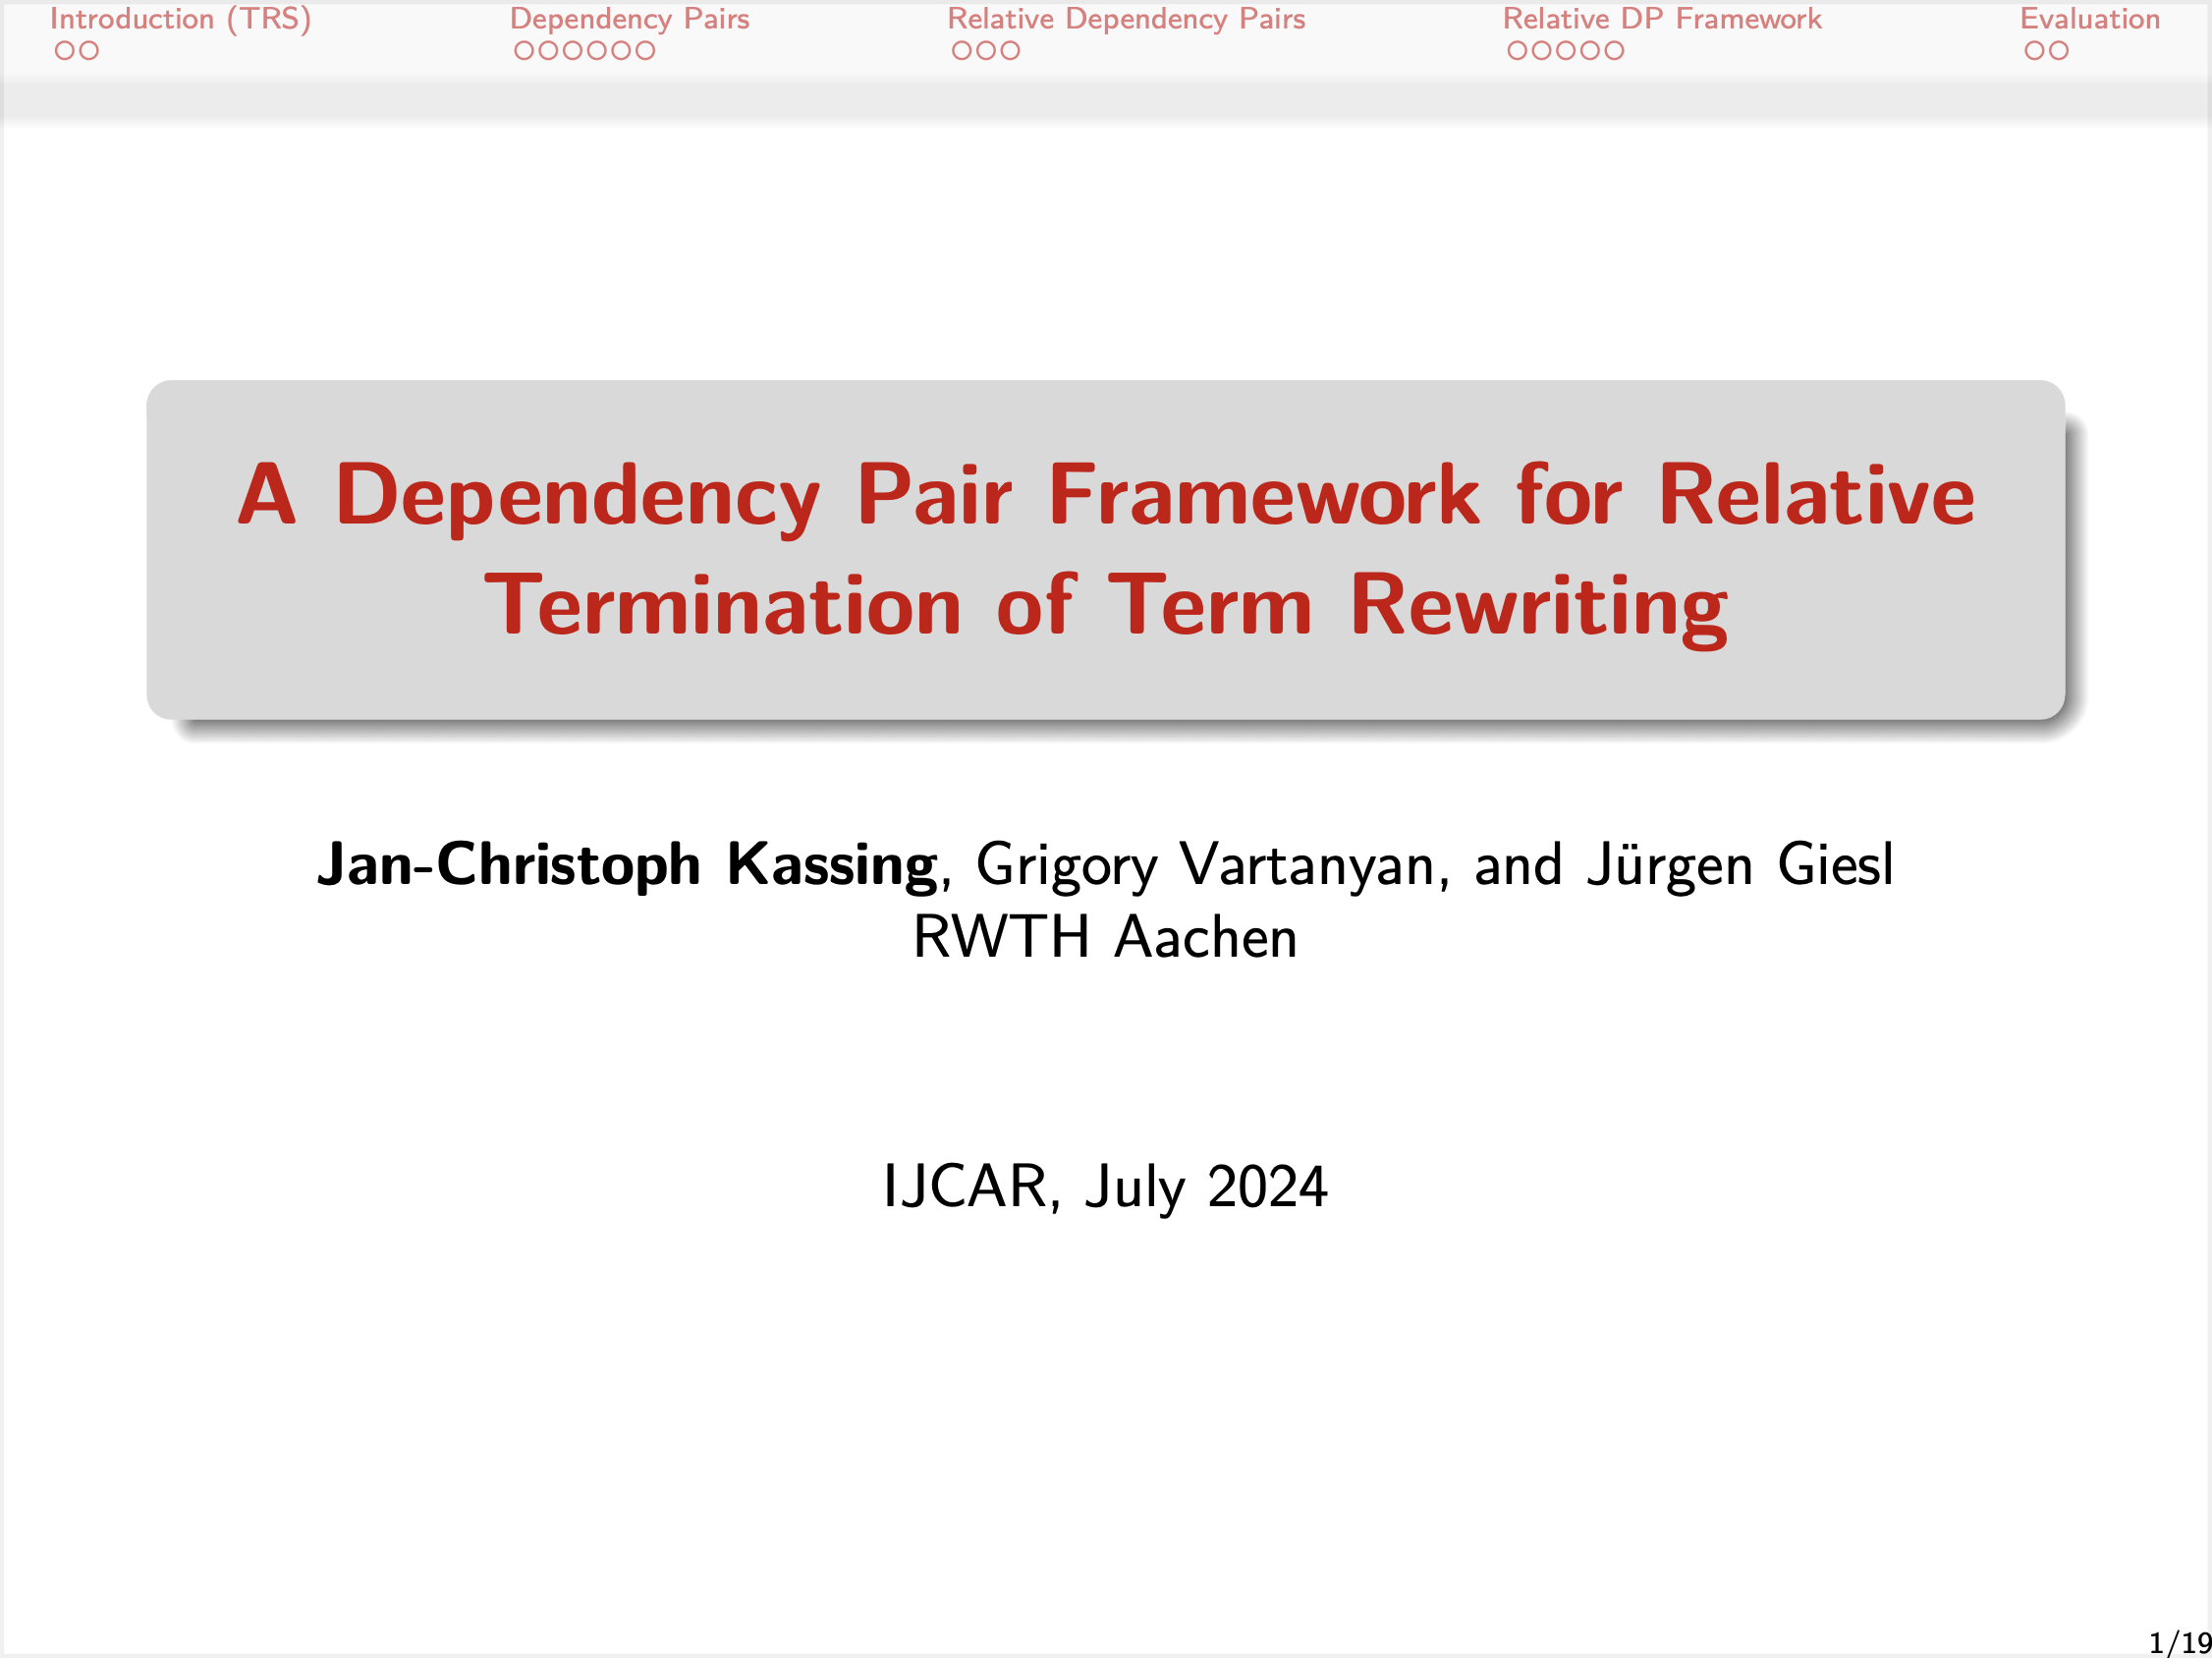 Introduction (TRS) Dependency Pairs Relative Dependency Pairs Relative DP Framework Evaluation
A Dependency Pair Framework for Relative
Termination of Term Rewriting
Jan-Christoph Kassing, Grigory Vartanyan, and Jürgen Giesl
RWTH Aachen
IJCAR, July 2024
1/19